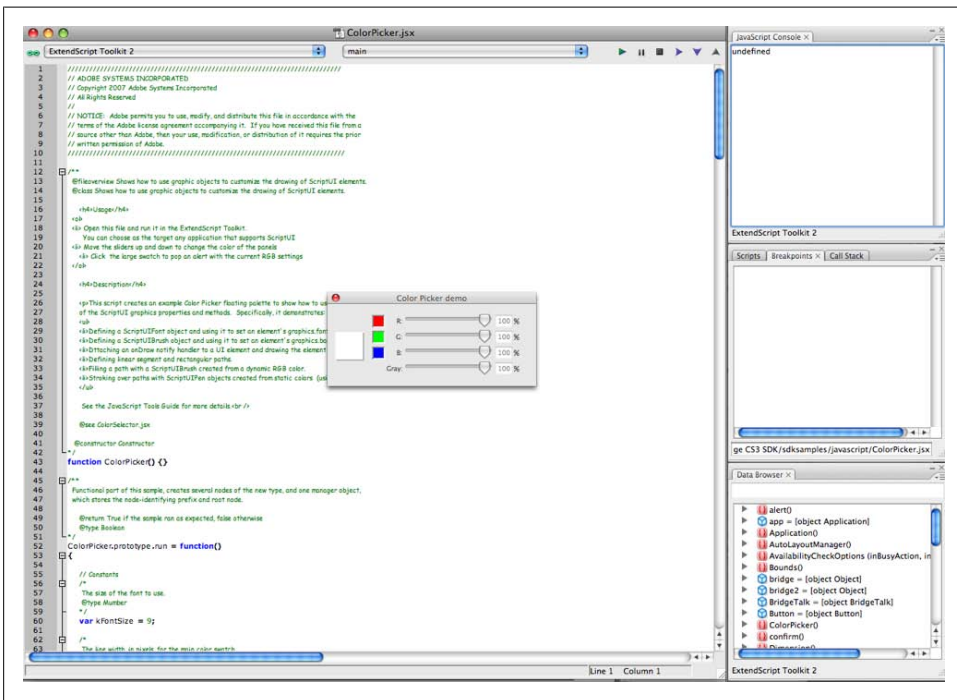 ColorPicker.jsx
ExtendScript Toolkit 2
main
1 ////////////////////////////////////////////////////////////////////////////
2 // ADOBE SYSTEMS INCORPORATED
3 // Copyright 2007 Adobe Systems Incorporated
4 // All Rights Reserved
5 //
6 // NOTICE: Adobe permits you to use, modify, and distribute this file in accordance with the
7 // terms of the Adobe license agreement accompanying it. If you have received this file from a
8 // source other than Adobe, then your use, modification, or distribution of it requires the prior
9 // written permission of Adobe.
10 /////////////////////////////////////////////////////////////////////////////
11
12 /**
13 @fileoverview Shows how to use graphic objects to customize the drawing of ScriptUI elements.
14 @class Shows how to use graphic objects to customize the drawing of ScriptUI elements.
15
16 <h4>Usage</h4>
17 <ol>
18 <li> Open this file and run it in the ExtendScript Toolkit.
19 You can choose as the target any application that supports ScriptUI
20 <li> Move the sliders up and down to change the color of the panels
21 <li> Click the large swatch to pop an alert with the current RGB settings
22 </ol>
23
24 <h4>Description</h4>
25
26 <p>This script creates an example Color Picker floating palette to show how to us
27 of the ScriptUI graphics properties and methods. Specifically, it demonstrates:
28 <ul>
29 <li>Defining a ScriptUIFont object and using it to set an element's graphics.fon
30 <li>Defining a ScriptUIBrush object and using it to set an element's graphics.ba
31 <li>Dttaching an onDraw notify handler to a UI element and drawing the element
32 <li>Defining linear segment and rectangular paths.
33 <li>Filling a path with a ScriptUIBrush created from a dynamic RGB color.
34 <li>Stroking over paths with ScriptUIPen objects created from static colors (usi
35 </ul>
36
37 See the JavaScript Tools Guide for more details.<br />
38
39 @see ColorSelector.jsx
40
41 @constructor Constructor
42 */
43 function ColorPicker() {}
44
45 /**
46 Functional part of this sample, creates several nodes of the new type, and one manager object,
47 which stores the node-identifying prefix and root node.
48
49 @return True if the sample ran as expected, false otherwise
50 @type Boolean
51 */
52 ColorPicker.prototype.run = function()
53 {
54
55 // Constants
56 /*
57 The size of the font to use.
58 @type Mumber
59 */
60 var kFontSize = 9;
61
62 /*
63 The line width, in pixels, for the main color swatch
Line 1 Column 1
Color Picker demo
R: 100 %
G: 100 %
B: 100 %
Gray: 100 %
JavaScript Console ×
undefined
ExtendScript Toolkit 2
Scripts Breakpoints × Call Stack
ge CS3 SDK/sdksamples/javascript/ColorPicker.jsx
Data Browser ×
alert()
app = [object Application]
Application()
AutoLayoutManager()
AvailabilityCheckOptions (inBusyAction, in
Bounds()
bridge = [object Object]
bridge2 = [object Object]
BridgeTalk = [object BridgeTalk]
Button = [object Button]
ColorPicker()
confirm()
Dimension()
ExtendScript Toolkit 2